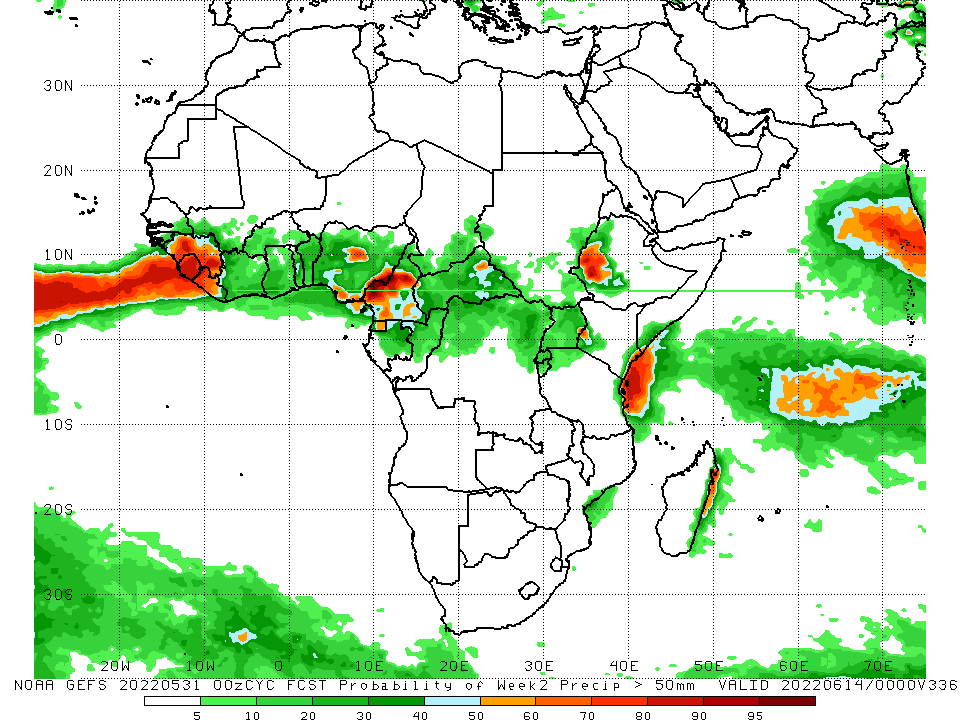 30N
20N
10N
0
10S
20S
30S
20W 10W 0 10E 20E 30E 40E 50E 60E 70E
NOAA GEFS 20220531 00zCYC FCST Probability of Week2 Precip > 50mm VALID 20220614/0000V336
5 10 20 30 40 50 60 70 80 90 95